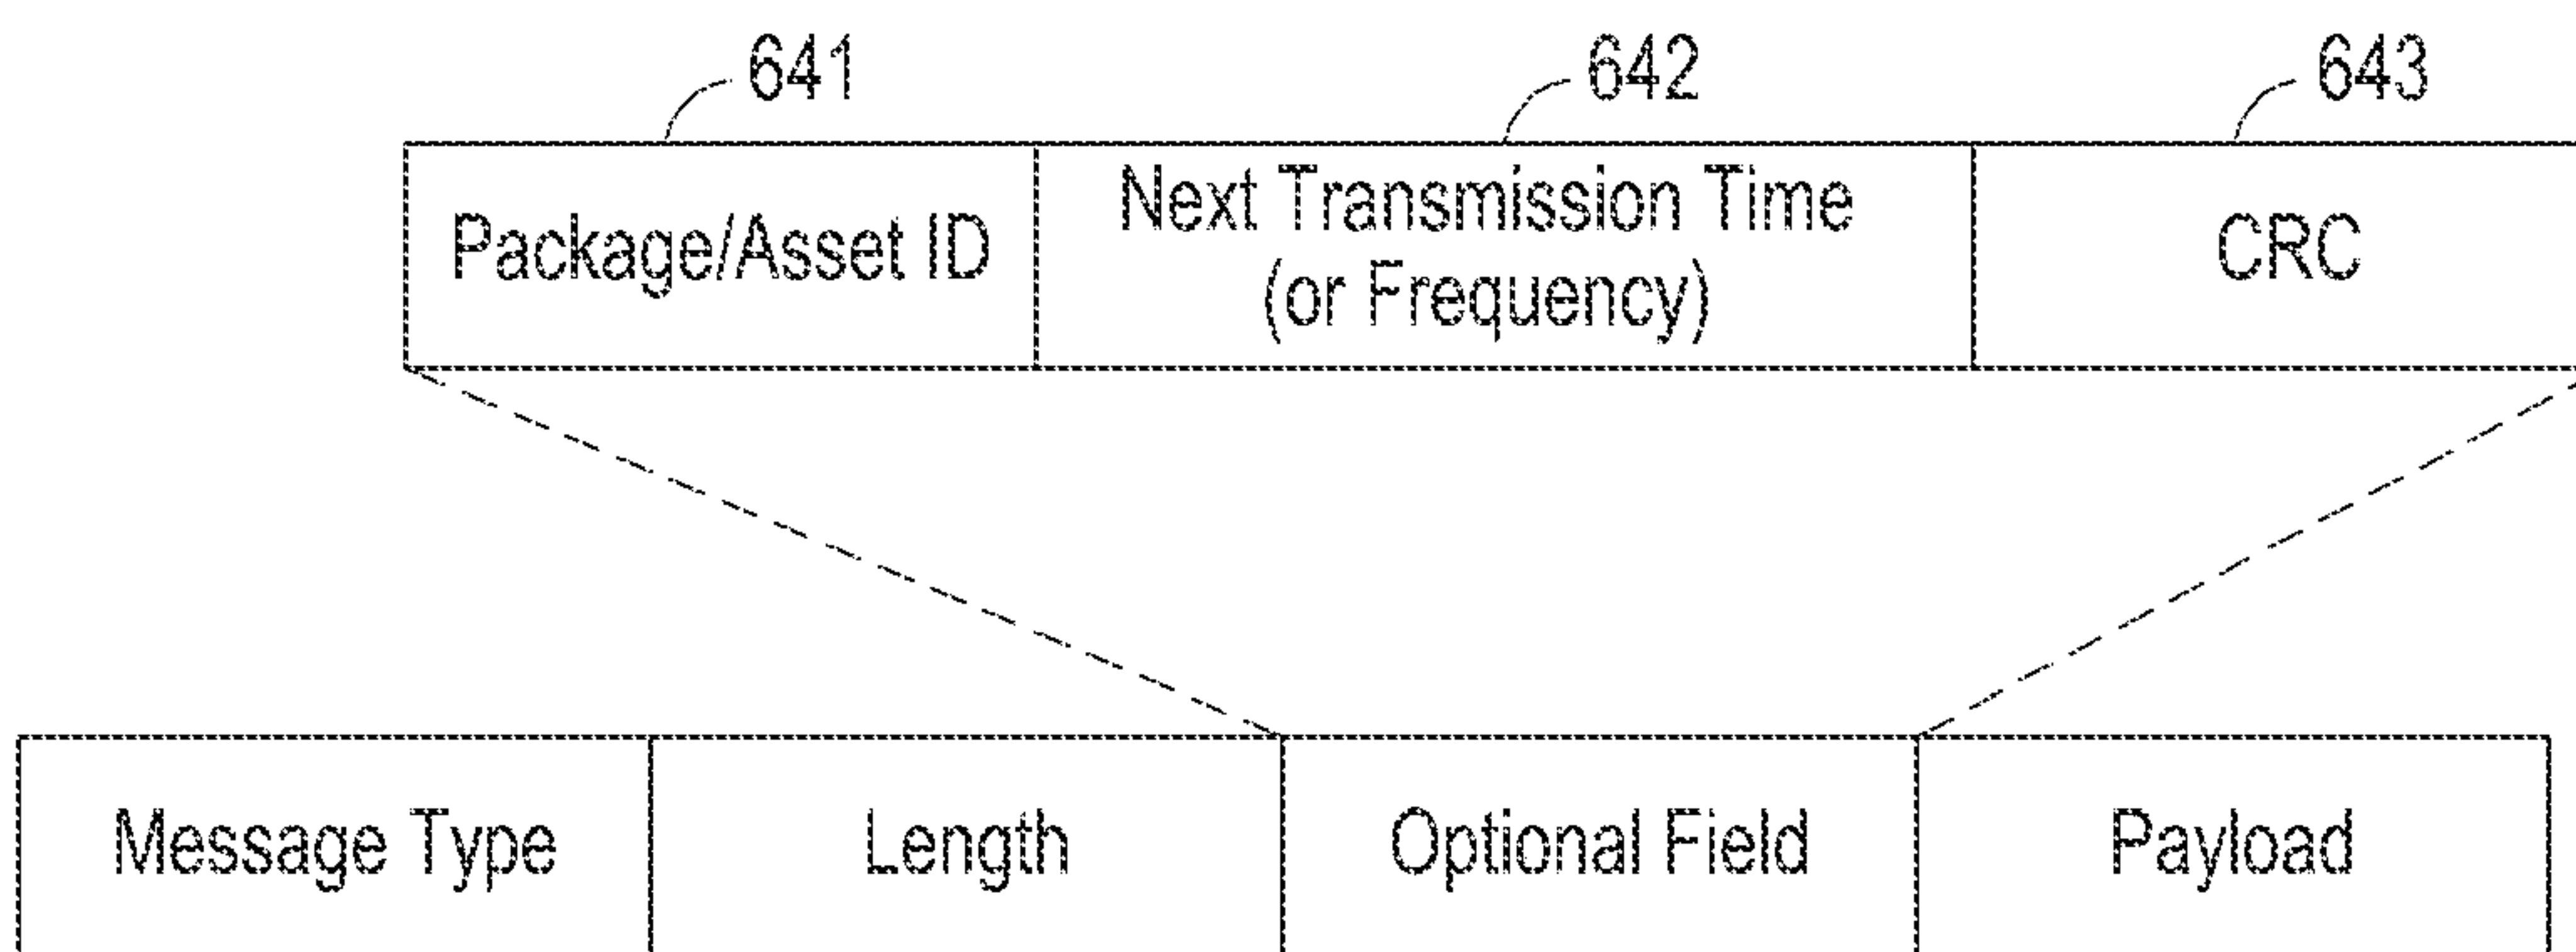 641 642 643
Package/Asset ID
Next Transmission Time
(or Frequency)
CRC
Message Type
Length
Optional Field
Payload